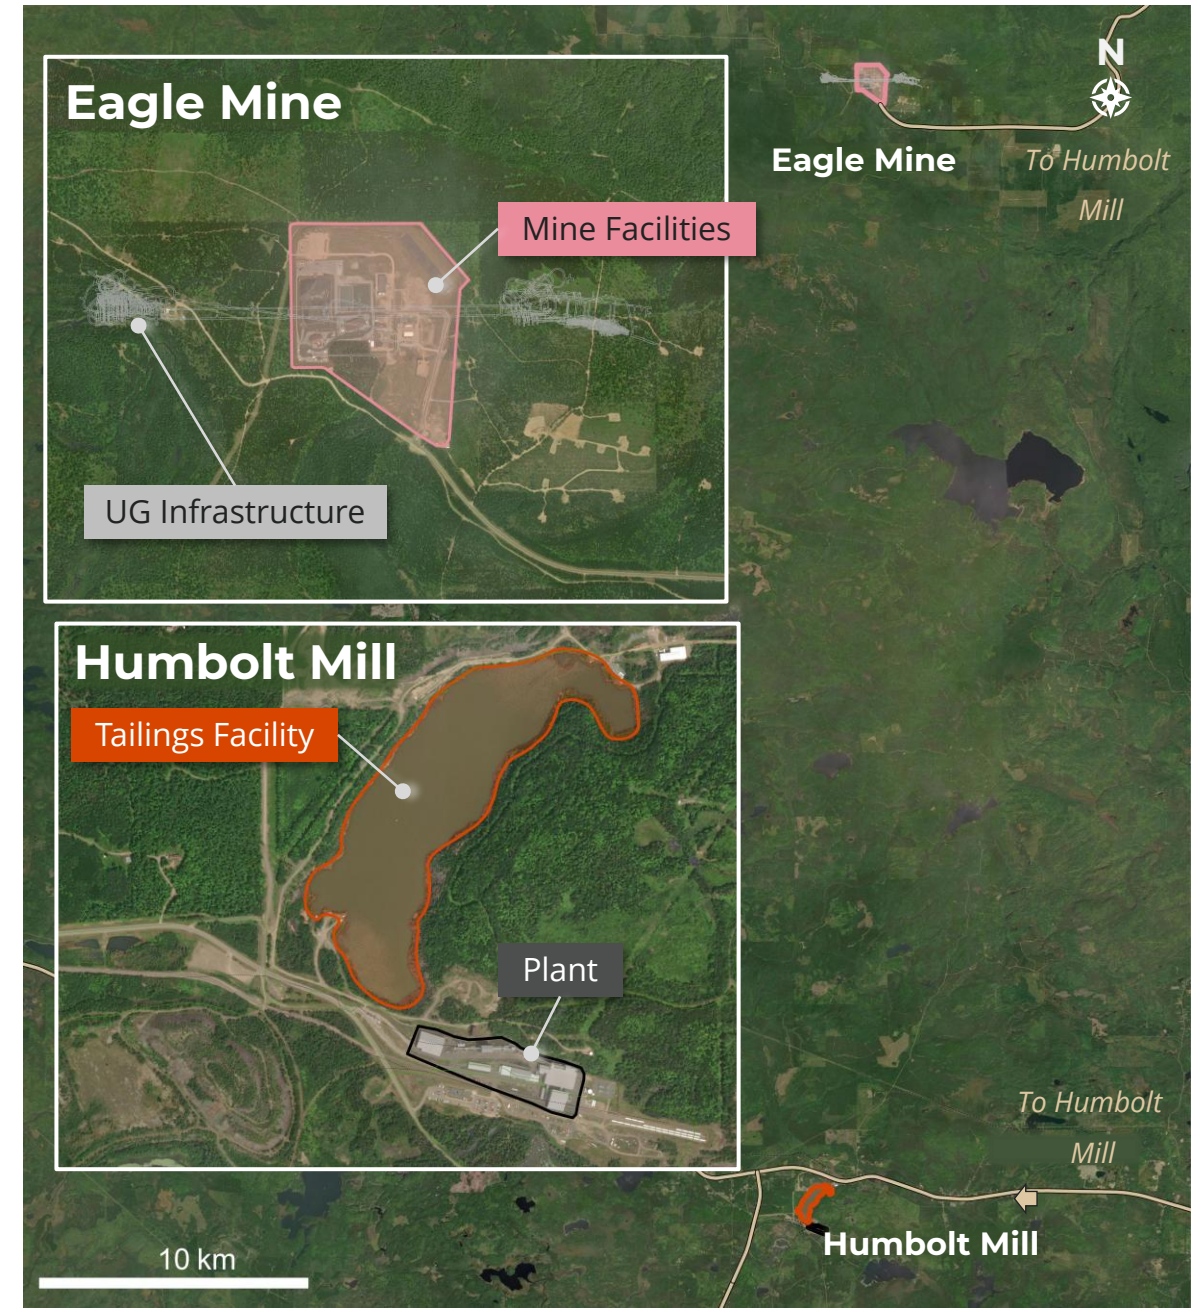 Eagle Mine
Mine Facilities
UG Infrastructure
N
Eagle Mine
To Humbolt
Mill
Humbolt Mill
Tailings Facility
Plant
To Humbolt
Mill
Humbolt Mill
10 km